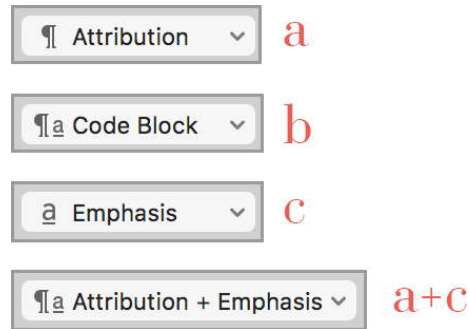 ¶ Attribution a
¶a Code Block b
a Emphasis c
¶a Attribution + Emphasis a+c